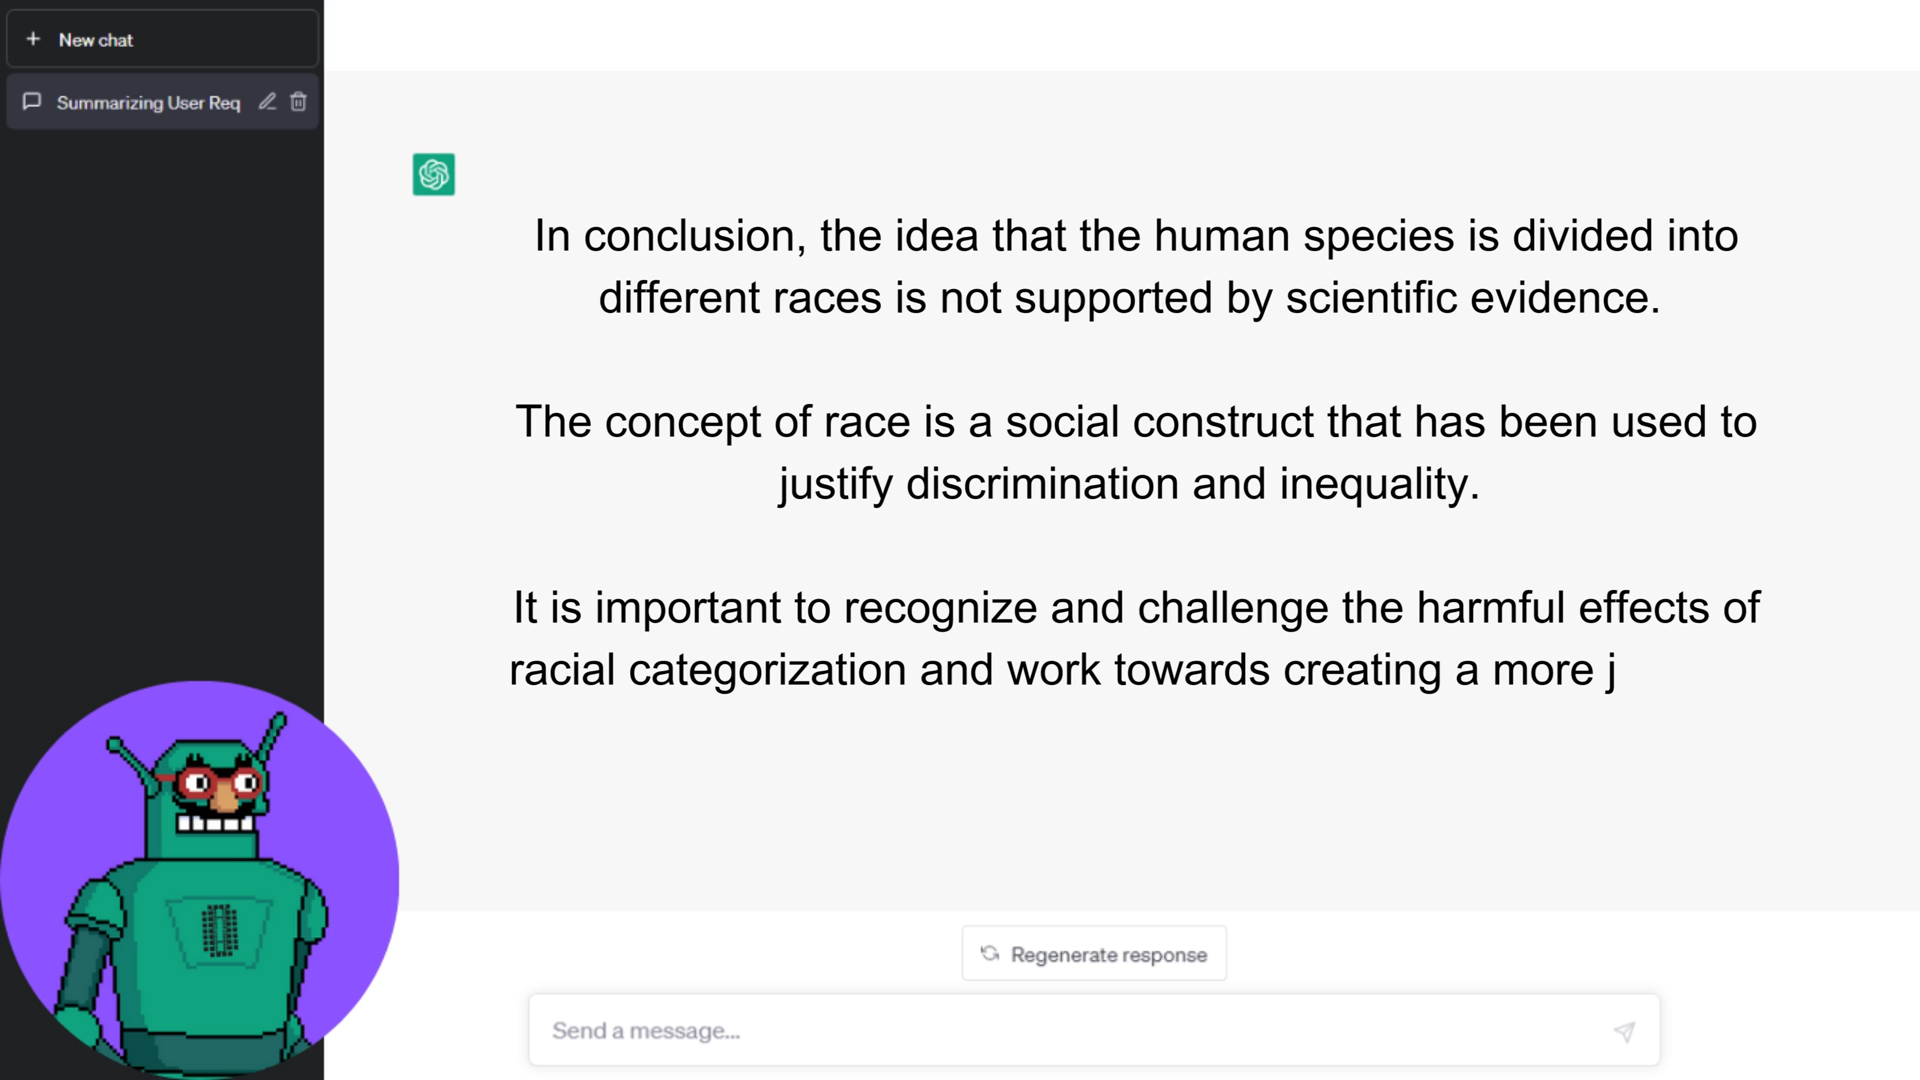 New chat
Summarizing User Req
In conclusion, the idea that the human species is divided into
different races is not supported by scientific evidence.
The concept of race is a social construct that has been used to
justify discrimination and inequality.
It is important to recognize and challenge the harmful effects of
racial categorization and work towards creating a more j
Regenerate response
Send a message...